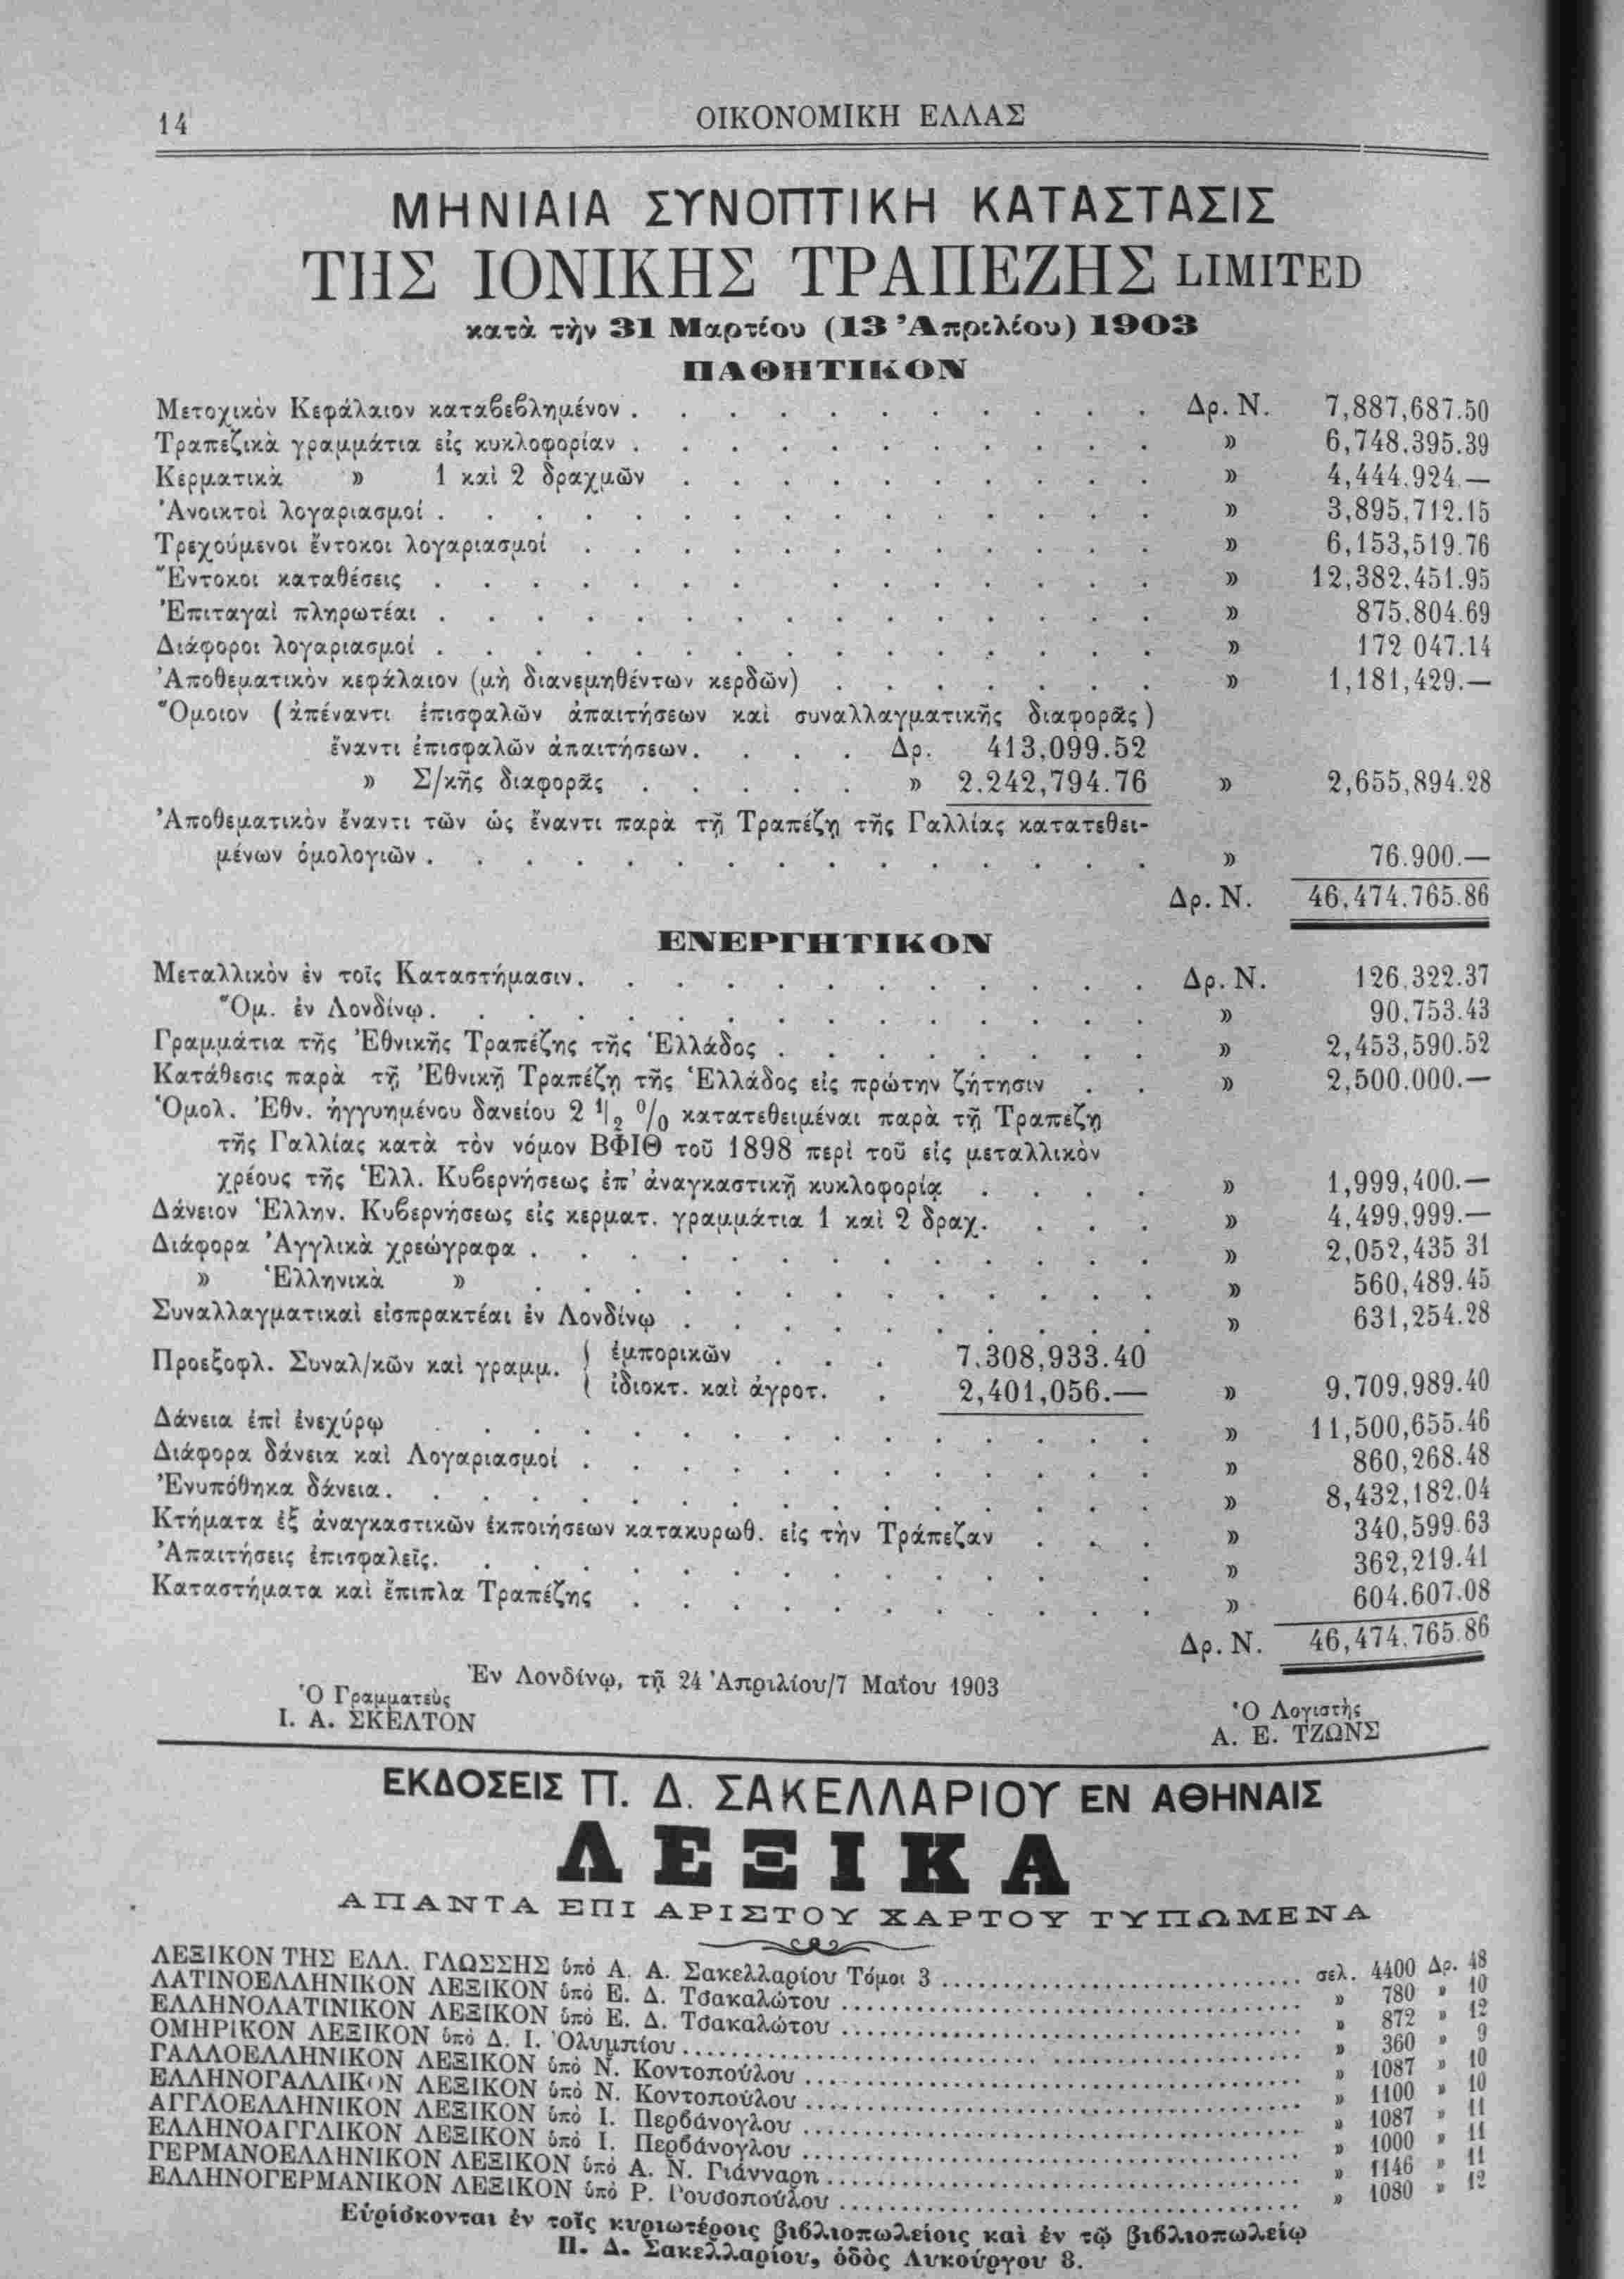 14 ΟΙΚΟΝΟΜΙΚΗ ΕΛΛΑΣ
ΜΗΝΙΑΙΑ ΣΥΝΟΠΤΙΚΗ ΚΑΤΑΣΤΑΣΙΣ
ΤΗΣ ΙΟΝΙΚΗΣ ΤΡΑΠΕΖΗΣ LIMITED
κατὰ τὴν 31 Μαρτίου (13 Ἀπριλίου) 1903
ΠΑΘΗΤΙΚΟΝ
Μετοχικὸν Κεφάλαιον καταβεβλημένον . . . . . . . . . . . Δρ. Ν. 7,887,687.50
Τραπεζικὰ γραμμάτια εἰς κυκλοφορίαν . . . . . . . . . . . » 6,748.395.39
Κερματικὰ » 1 καὶ 2 δραχμῶν . . . . . . . . . . » 4,444.924.—
Ἀνοικτοὶ λογαριασμοί . . . . . . . . . . . . . . . » 3,895,712.15
Τρεχούμενοι ἔντοκοι λογαριασμοί . . . . . . . . . . . . » 6,153,519.76
Ἔντοκοι καταθέσεις . . . . . . . . . . . . . . » 12,382,451.95
Ἐπιταγαὶ πληρωτέαι . . . . . . . . . . . . . . . » 875.804.69
Διάφοροι λογαριασμοί . . . . . . . . . . . . . . . » 172 047.14
Ἀποθεματικὸν κεφάλαιον (μὴ διανεμηθέντων κερδῶν) . . . . . . . » 1,181,429.—
Ὅμοιον (ἀπέναντι ἐπισφαλῶν ἀπαιτήσεων καὶ συναλλαγματικῆς διαφορᾶς)
ἔναντι ἐπισφαλῶν ἀπαιτήσεων. . . . Δρ. 413,099.52
» Σ/κῆς διαφορᾶς . . . . . » 2.242,794.76 » 2,655,894.28
Ἀποθεματικὸν ἔναντι τῶν ὡς ἔναντι παρὰ τῇ Τραπέζῃ τῆς Γαλλίας κατατεθει-
μένων ὁμολογιῶν . . . . . . . . . . . . . . . » 76.900.—
Δρ. Ν. 46,474,765.86
ΕΝΕΡΓΗΤΙΚΟΝ
Μεταλλικὸν ἐν τοῖς Καταστήμασιν. . . . . . . . . . . . Δρ. Ν. 126,322.37
Ὅμ. ἐν Λονδίνῳ. . . . . . . . . . . . . . . » 90,753.43
Γραμμάτια τῆς Ἐθνικῆς Τραπέζης τῆς Ἑλλάδος . . . . . . . . » 2,453,590.52
Κατάθεσις παρὰ τῇ Ἐθνικῇ Τραπέζῃ τῆς Ἑλλάδος εἰς πρώτην ζήτησιν . . » 2,500.000.—
Ὁμολ. Ἐθν. ἠγγυημένου δανείου 2 1/2 0/0 κατατεθειμέναι παρὰ τῇ Τραπέζῃ
τῆς Γαλλίας κατὰ τὸν νόμον ΒΦΙΘ τοῦ 1898 περὶ τοῦ εἰς μεταλλικὸν
χρέους τῆς Ἑλλ. Κυβερνήσεως ἐπ' ἀναγκαστικῇ κυκλοφορίᾳ . . . . » 1,999,400.—
Δάνειον Ἑλλην. Κυβερνήσεως εἰς κερματ. γραμμάτια 1 καὶ 2 δραχ. . . . » 4,499,999.—
Διάφορα Ἀγγλικὰ χρεώγραφα . . . . . . . . . . . . . » 2,052,435 31
» Ἑλληνικὰ » . . . . . . . . . . . . . » 560,489.45
Συναλλαγματικαὶ εἰσπρακτέαι ἐν Λονδίνῳ . . . . . . . . . . » 631,254.28
Προεξοφλ. Συναλ/κῶν καὶ γραμμ. { ἐμπορικῶν . . . 7,308,933.40
{ ἰδιοκτ. καὶ ἀγροτ. . 2,401,056.— » 9,709,989.40
Δάνεια ἐπὶ ἐνεχύρῳ . . . . . . . . . . . . . . » 11,500,655.46
Διάφορα δάνεια καὶ Λογαριασμοί . . . . . . . . . . . . » 860,268.48
Ἐνυπόθηκα δάνεια. . . . . . . . . . . . . . . . » 8,432,182.04
Κτήματα ἐξ ἀναγκαστικῶν ἐκποιήσεων κατακυρωθ. εἰς τὴν Τράπεζαν . . . » 340,599.63
Ἀπαιτήσεις ἐπισφαλεῖς. . . . . . . . . . . . . . . » 362,219.41
Καταστήματα καὶ ἔπιπλα Τραπέζης . . . . . . . . . . . » 604.607.08
Δρ. Ν. 46,474,765.86
Ἐν Λονδίνῳ, τῇ 24 Ἀπριλίου/7 Μαΐου 1903
Ὁ Γραμματεὺς
Ι. Α. ΣΚΕΛΤΟΝ
Ὁ Λογιστὴς
Α. Ε. ΤΖΩΝΣ
ΕΚΔΟΣΕΙΣ Π. Δ. ΣΑΚΕΛΛΑΡΙΟΥ ΕΝ ΑΘΗΝΑΙΣ
ΛΕΞΙΚΑ
ΑΠΑΝΤΑ ΕΠΙ ΑΡΙΣΤΟΥ ΧΑΡΤΟΥ ΤΥΠΩΜΕΝΑ
ΛΕΞΙΚΟΝ ΤΗΣ ΕΛΛ. ΓΛΩΣΣΗΣ ὑπὸ Α. Α. Σακελλαρίου Τόμοι 3 .......... σελ. 4400 Δρ. 48
ΛΑΤΙΝΟΕΛΛΗΝΙΚΟΝ ΛΕΞΙΚΟΝ ὑπὸ Ε. Δ. Τσακαλώτου .......... » 780 » 10
ΕΛΛΗΝΟΛΑΤΙΝΙΚΟΝ ΛΕΞΙΚΟΝ ὑπὸ Ε. Δ. Τσακαλώτου .......... » 872 » 12
ΟΜΗΡΙΚΟΝ ΛΕΞΙΚΟΝ ὑπὸ Δ. Ι. Ὀλυμπίου .......... » 360 » 9
ΓΑΛΛΟΕΛΛΗΝΙΚΟΝ ΛΕΞΙΚΟΝ ὑπὸ Ν. Κοντοπούλου .......... » 1087 » 10
ΕΛΛΗΝΟΓΑΛΛΙΚΟΝ ΛΕΞΙΚΟΝ ὑπὸ Ν. Κοντοπούλου .......... » 1100 » 10
ΑΓΓΛΟΕΛΛΗΝΙΚΟΝ ΛΕΞΙΚΟΝ ὑπὸ Ι. Περβάνογλου .......... » 1087 » 11
ΕΛΛΗΝΟΑΓΓΛΙΚΟΝ ΛΕΞΙΚΟΝ ὑπὸ Ι. Περβάνογλου .......... » 1000 » 11
ΓΕΡΜΑΝΟΕΛΛΗΝΙΚΟΝ ΛΕΞΙΚΟΝ ὑπὸ Α. Ν. Γιάνναρη .......... » 1146 » 11
ΕΛΛΗΝΟΓΕΡΜΑΝΙΚΟΝ ΛΕΞΙΚΟΝ ὑπὸ Ρ. Ρουσοπούλου .......... » 1080 » 12
Εὑρίσκονται ἐν τοῖς κυριωτέροις βιβλιοπωλείοις καὶ ἐν τῷ βιβλιοπωλείῳ
Π. Δ. Σακελλαρίου, ὁδὸς Λυκούργου 8.